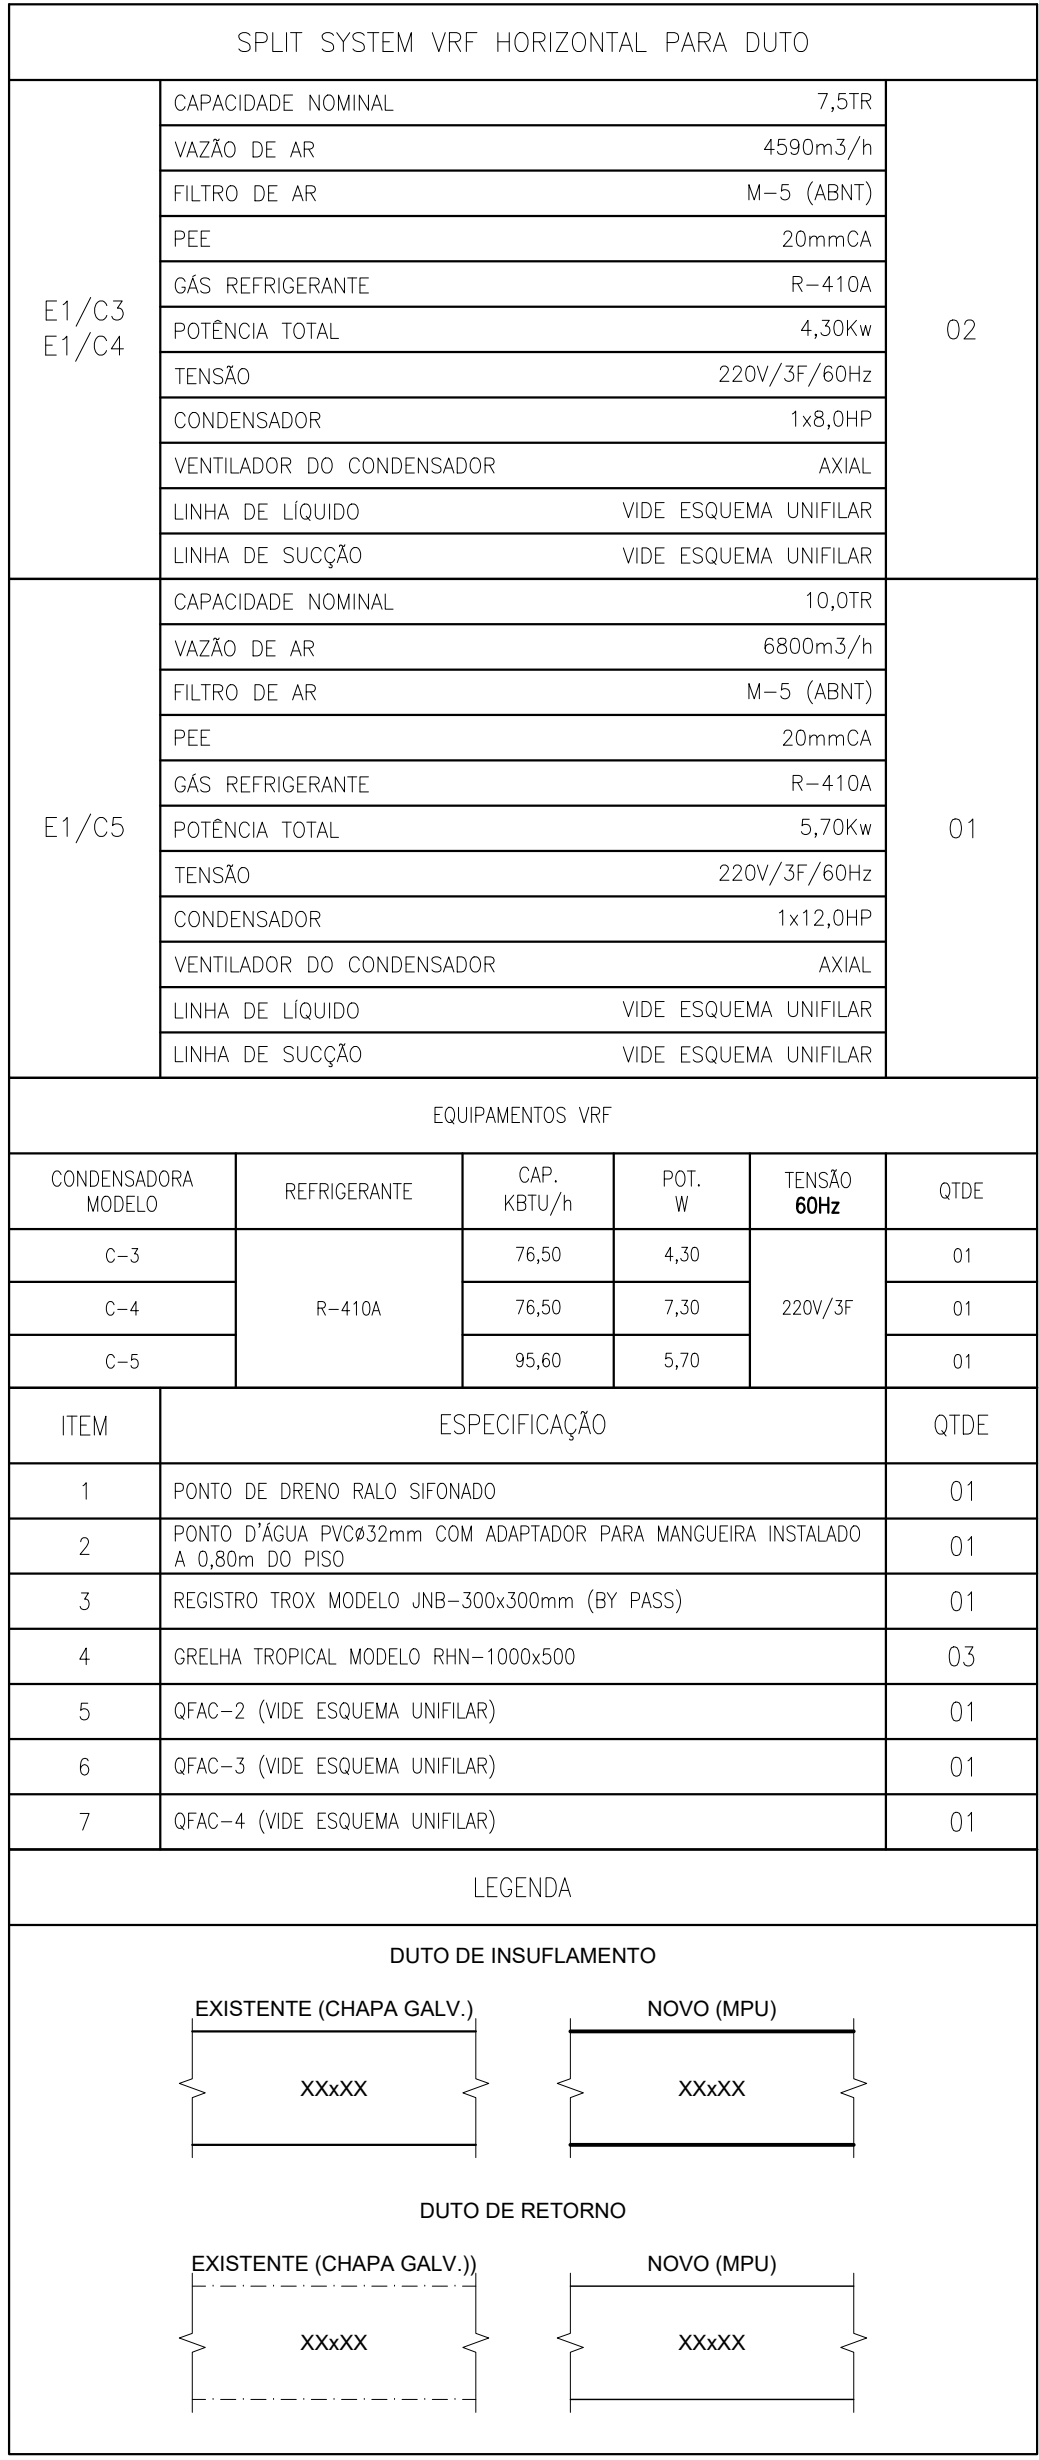 SPLIT SYSTEM VRF HORIZONTAL PARA DUTO
E1/C3
E1/C4
CAPACIDADE NOMINAL 7,5TR
VAZÃO DE AR 4590m3/h
FILTRO DE AR M-5 (ABNT)
PEE 20mmCA
GÁS REFRIGERANTE R-410A
POTÊNCIA TOTAL 4,30Kw
TENSÃO 220V/3F/60Hz
CONDENSADOR 1x8,0HP
VENTILADOR DO CONDENSADOR AXIAL
LINHA DE LÍQUIDO VIDE ESQUEMA UNIFILAR
LINHA DE SUCÇÃO VIDE ESQUEMA UNIFILAR
02
E1/C5
CAPACIDADE NOMINAL 10,0TR
VAZÃO DE AR 6800m3/h
FILTRO DE AR M-5 (ABNT)
PEE 20mmCA
GÁS REFRIGERANTE R-410A
POTÊNCIA TOTAL 5,70Kw
TENSÃO 220V/3F/60Hz
CONDENSADOR 1x12,0HP
VENTILADOR DO CONDENSADOR AXIAL
LINHA DE LÍQUIDO VIDE ESQUEMA UNIFILAR
LINHA DE SUCÇÃO VIDE ESQUEMA UNIFILAR
01
EQUIPAMENTOS VRF
CONDENSADORA
MODELO
REFRIGERANTE
CAP.
KBTU/h
POT.
W
TENSÃO
60Hz
QTDE
C-3 76,50 4,30 01
C-4 R-410A 76,50 7,30 220V/3F 01
C-5 95,60 5,70 01
ITEM ESPECIFICAÇÃO QTDE
1 PONTO DE DRENO RALO SIFONADO 01
2 PONTO D'ÁGUA PVCø32mm COM ADAPTADOR PARA MANGUEIRA INSTALADO
A 0,80m DO PISO 01
3 REGISTRO TROX MODELO JNB-300x300mm (BY PASS) 01
4 GRELHA TROPICAL MODELO RHN-1000x500 03
5 QFAC-2 (VIDE ESQUEMA UNIFILAR) 01
6 QFAC-3 (VIDE ESQUEMA UNIFILAR) 01
7 QFAC-4 (VIDE ESQUEMA UNIFILAR) 01
LEGENDA
DUTO DE INSUFLAMENTO
EXISTENTE (CHAPA GALV.) NOVO (MPU)
XXxXX XXxXX
DUTO DE RETORNO
EXISTENTE (CHAPA GALV.)) NOVO (MPU)
XXxXX XXxXX